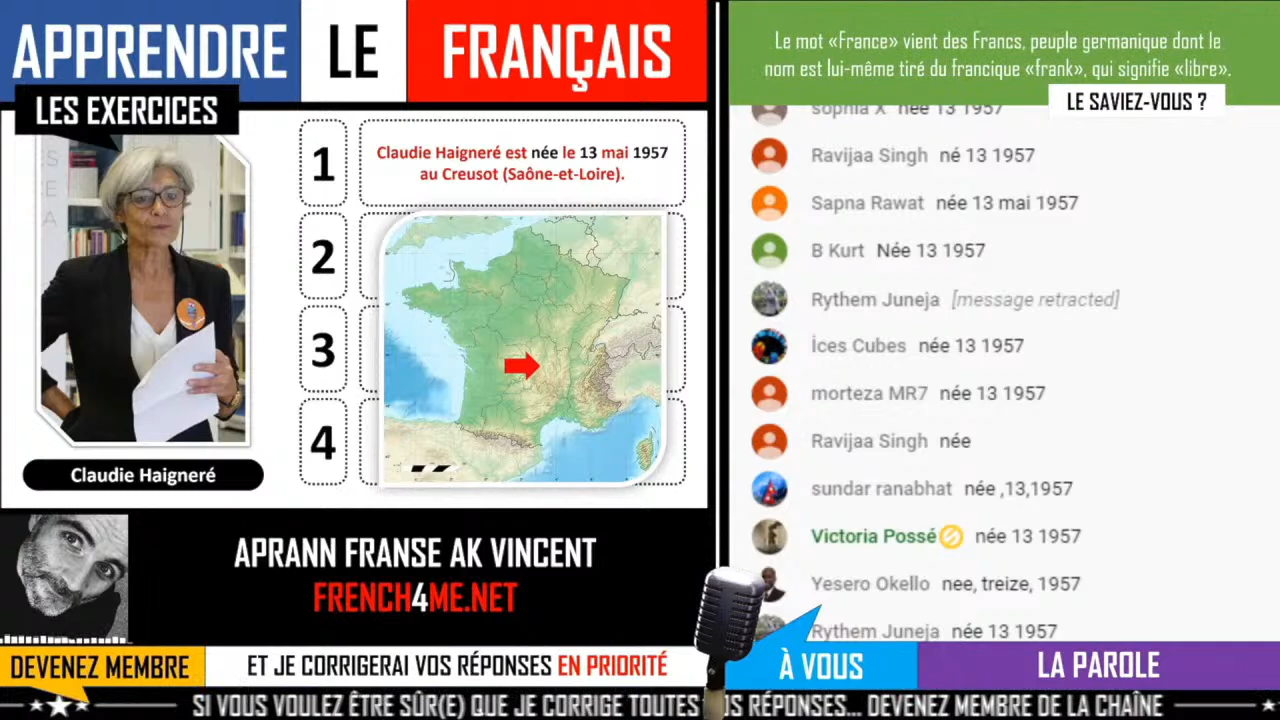 APPRENDRE LE FRANÇAIS
LES EXERCICES
1
Claudie Haigneré est née le 13 mai 1957
au Creusot (Saône-et-Loire).
2
3
4
Claudie Haigneré
APRANN FRANSE AK VINCENT
FRENCH4ME.NET
DEVENEZ MEMBRE
ET JE CORRIGERAI VOS RÉPONSES EN PRIORITÉ
Le mot «France» vient des Francs, peuple germanique dont le
nom est lui-même tiré du francique «frank», qui signifie «libre».
LE SAVIEZ-VOUS ?
sophia X née 13 1957
Ravijaa Singh né 13 1957
Sapna Rawat née 13 mai 1957
B Kurt Née 13 1957
Rythem Juneja [message retracted]
İces Cubes née 13 1957
morteza MR7 née 13 1957
Ravijaa Singh née
sundar ranabhat née ,13,1957
Victoria Possé née 13 1957
Yesero Okello nee, treize, 1957
Rythem Juneja née 13 1957
À VOUS
LA PAROLE
SI VOUS VOULEZ ÊTRE SÛR(E) QUE JE CORRIGE TOUTES OS RÉPONSES... DEVENEZ MEMBRE DE LA CHAÎNE